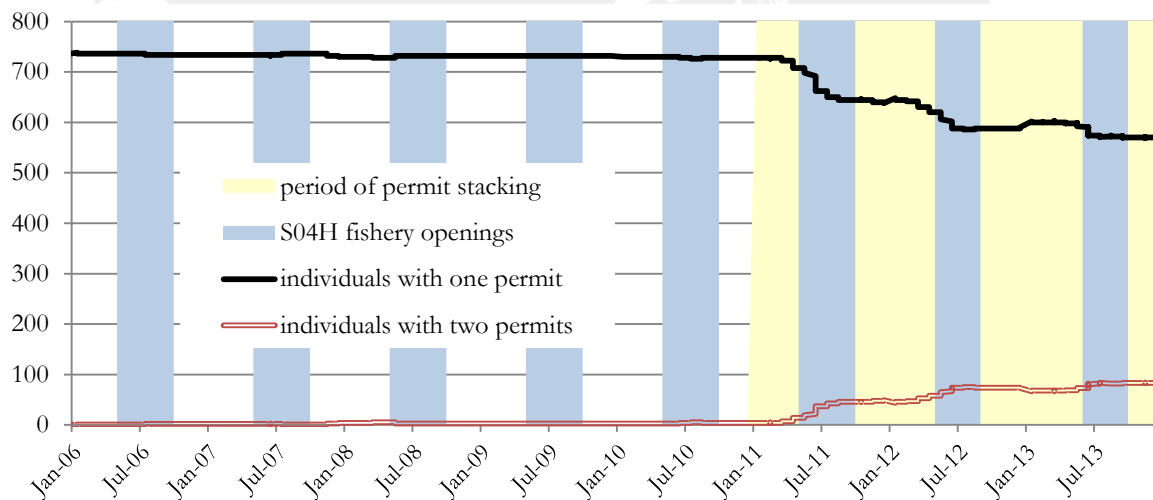 800
700
600
500
400
300
200
100
0
period of permit stacking
S04H fishery openings
individuals with one permit
individuals with two permits
Jan-06
Jul-06
Jan-07
Jul-07
Jan-08
Jul-08
Jan-09
Jul-09
Jan-10
Jul-10
Jan-11
Jul-11
Jan-12
Jul-12
Jan-13
Jul-13